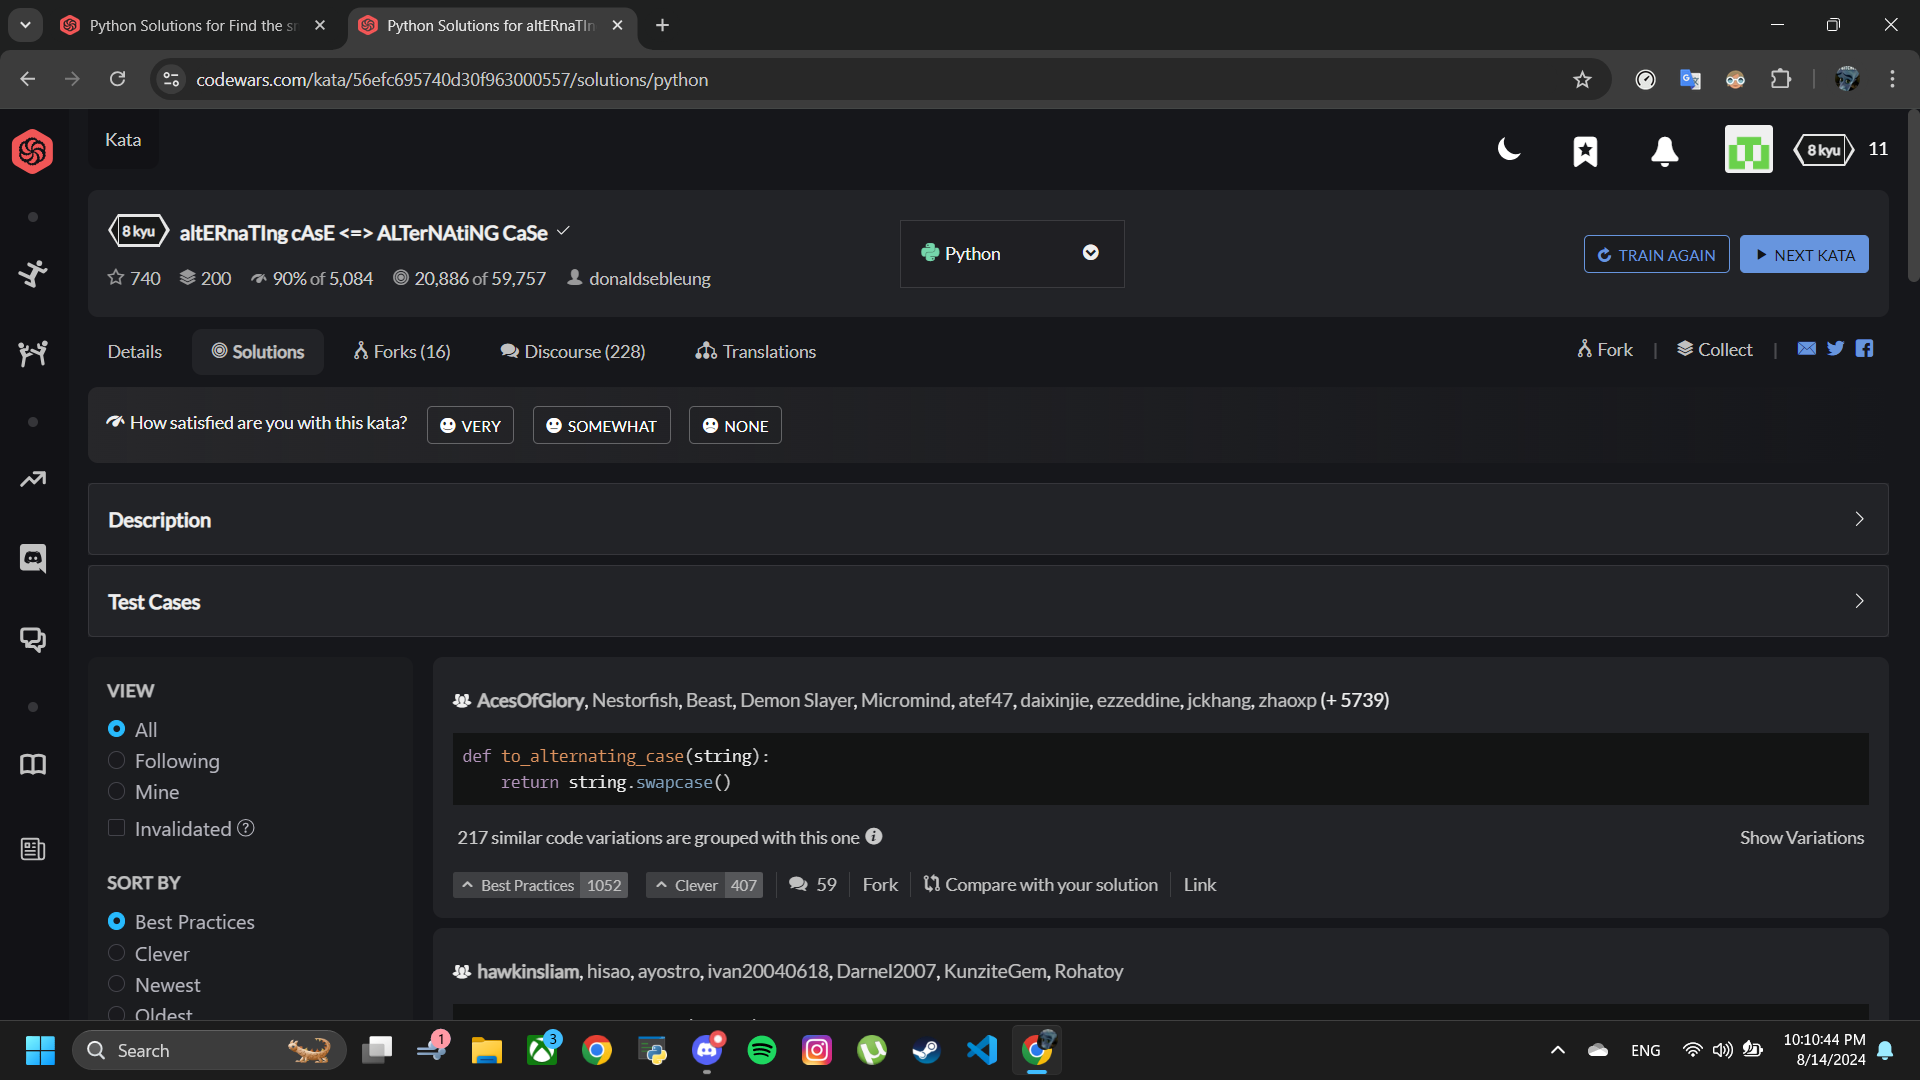 Python Solutions for Find the sm
Python Solutions for altERnaTIn
codewars.com/kata/56efc695740d30f963000557/solutions/python
Kata
8 kyu
11
8 kyu
altERnaTIng cAsE <=> ALTerNAtiNG CaSe
740
200
90% of 5,084
20,886 of 59,757
donaldsebleung
Python
TRAIN AGAIN
NEXT KATA
Details
Solutions
Forks (16)
Discourse (228)
Translations
Fork
Collect
How satisfied are you with this kata?
VERY
SOMEWHAT
NONE
Description
Test Cases
VIEW
All
Following
Mine
Invalidated
SORT BY
Best Practices
Clever
Newest
Oldest
AcesOfGlory, Nestorfish, Beast, Demon Slayer, Micromind, atef47, daixinjie, ezzeddine, jckhang, zhaoxp (+ 5739)
def to_alternating_case(string):
return string.swapcase()
217 similar code variations are grouped with this one
Show Variations
Best Practices 1052
Clever 407
59
Fork
Compare with your solution
Link
hawkinsliam, hisao, ayostro, ivan20040618, Darnel2007, KunziteGem, Rohatoy
Search
1
3
ENG
10:10:44 PM
8/14/2024